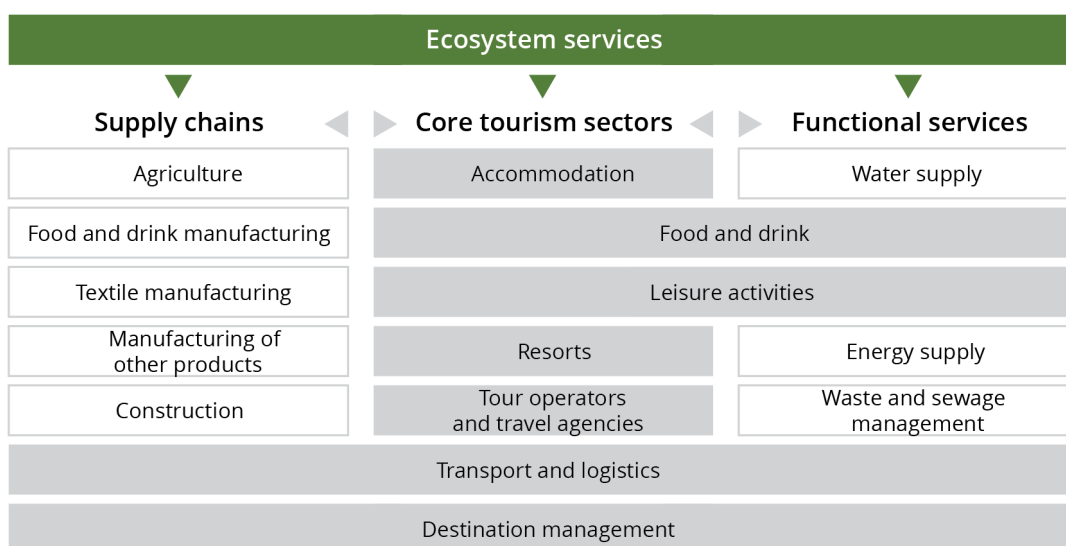 Ecosystem services
Supply chains
Core tourism sectors
Functional services
Agriculture
Accommodation
Water supply
Food and drink manufacturing
Food and drink
Textile manufacturing
Leisure activities
Manufacturing of
other products
Resorts
Energy supply
Construction
Tour operators
and travel agencies
Waste and sewage
management
Transport and logistics
Destination management